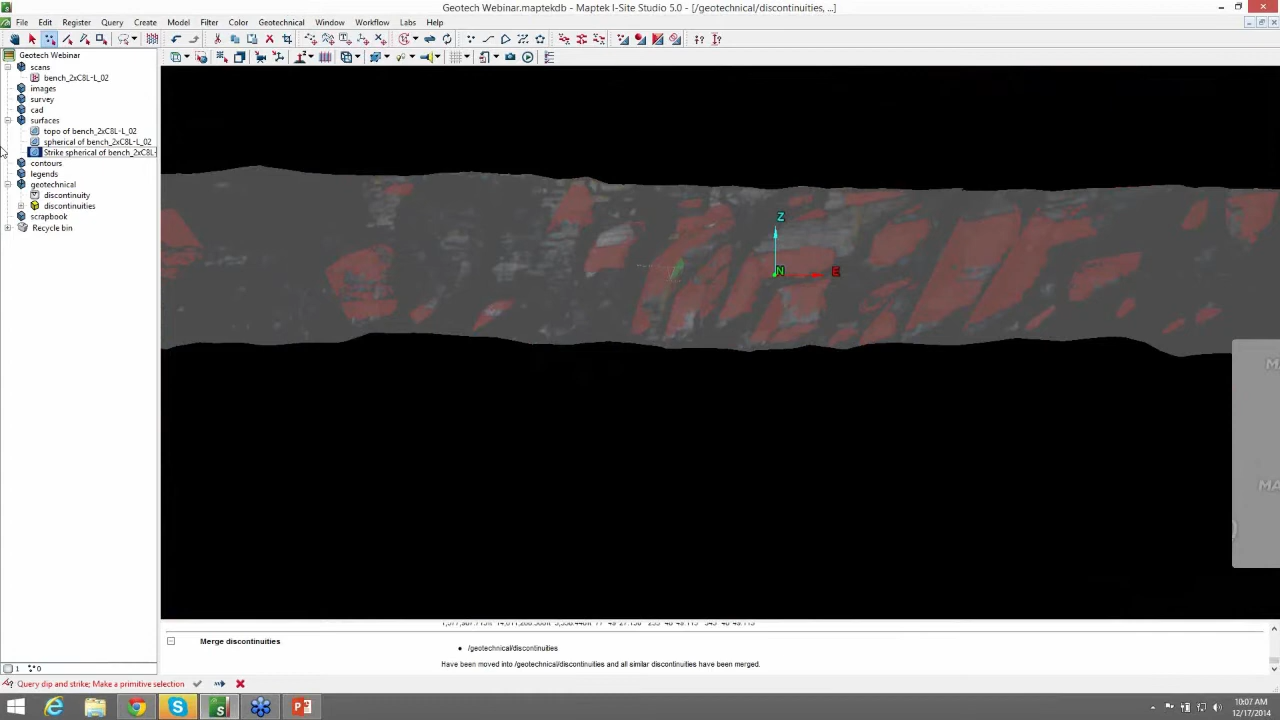 Geotech Webinar.maptekdb - Maptek I-Site Studio 5.0 - [/geotechnical/discontinuities, ...]
File Edit Register Query Create Model Filter Geotechnical Window Workflow Labs Help
Geotech Webinar
scans
bench_2xC8L-L_02
images
survey
cad
surfaces
topo of bench_2xC8L-L_02
spherical of bench_2xC8L-L_02
Strike spherical of bench_2xC8L-
contours
legends
geotechnical
discontinuity
discontinuities
scrapbook
Recycle bin
Z
N E
Merge discontinuities
/geotechnical/discontinuities
Have been moved into /geotechnical/discontinuities and all similar discontinuities have been merged.
1 0
Query dip and strike; Make a primitive selection
10:07 AM
12/17/2014